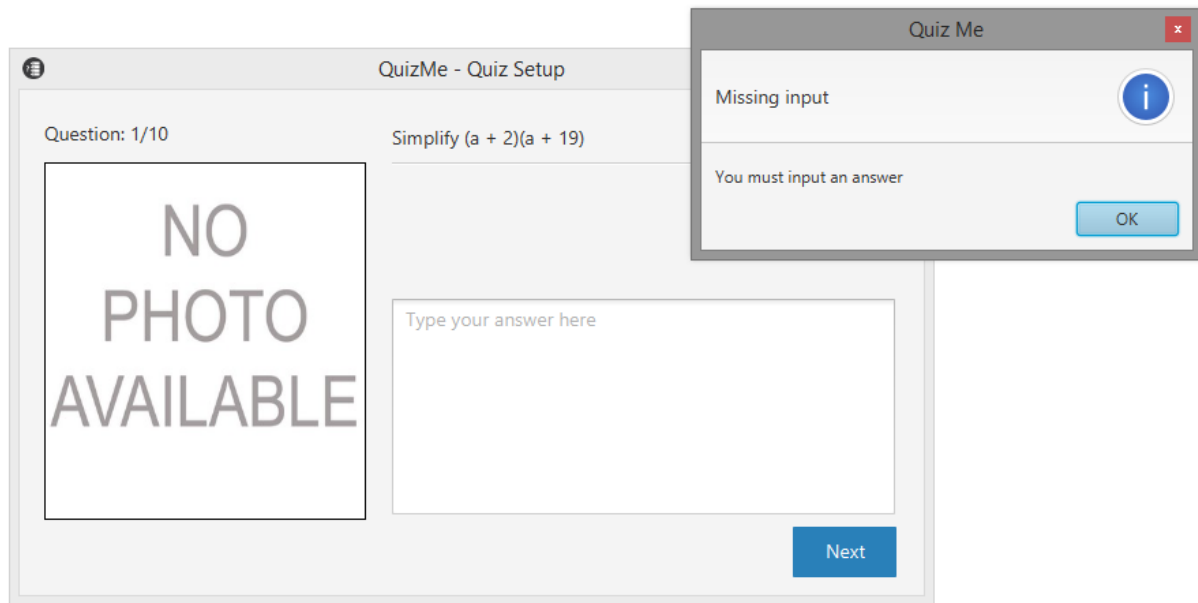 QuizMe - Quiz Setup
Question: 1/10
Simplify (a + 2)(a + 19)
NO
PHOTO
AVAILABLE
Type your answer here
Next
Quiz Me
x
Missing input
i
You must input an answer
OK